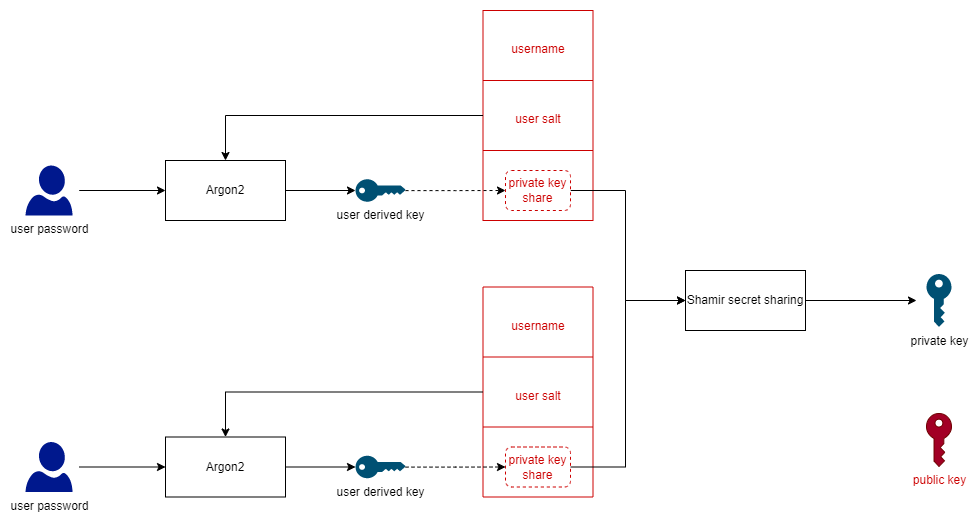 username
user salt
private key
share
Argon2
user password
user derived key
Shamir secret sharing
private key
username
user salt
private key
share
Argon2
user password
user derived key
public key